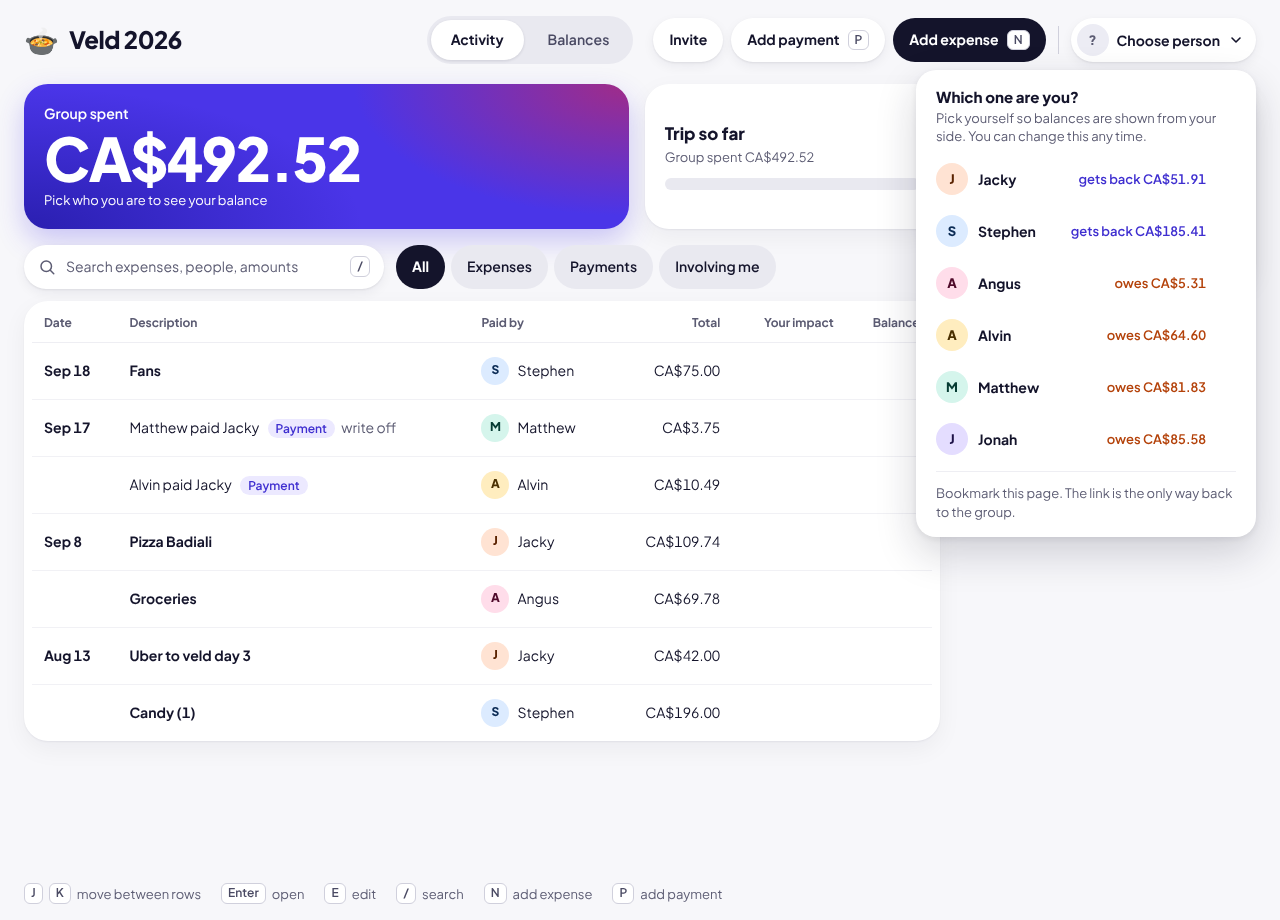 Veld 2026
Activity
Balances
Invite
Add payment P
Add expense N
? Choose person
Group spent
CA$492.52
Pick who you are to see your balance
Trip so far
Group spent CA$492.52
Which one are you?
Pick yourself so balances are shown from your
side. You can change this any time.
J Jacky gets back CA$51.91
S Stephen gets back CA$185.41
A Angus owes CA$5.31
A Alvin owes CA$64.60
M Matthew owes CA$81.83
J Jonah owes CA$85.58
Bookmark this page. The link is the only way back
to the group.
Search expenses, people, amounts /
All
Expenses
Payments
Involving me
Date Description Paid by Total Your impact Balance
Sep 18 Fans S Stephen CA$75.00
Sep 17 Matthew paid Jacky Payment write off M Matthew CA$3.75
Alvin paid Jacky Payment A Alvin CA$10.49
Sep 8 Pizza Badiali J Jacky CA$109.74
Groceries A Angus CA$69.78
Aug 13 Uber to veld day 3 J Jacky CA$42.00
Candy (1) S Stephen CA$196.00
J K move between rows Enter open E edit / search N add expense P add payment